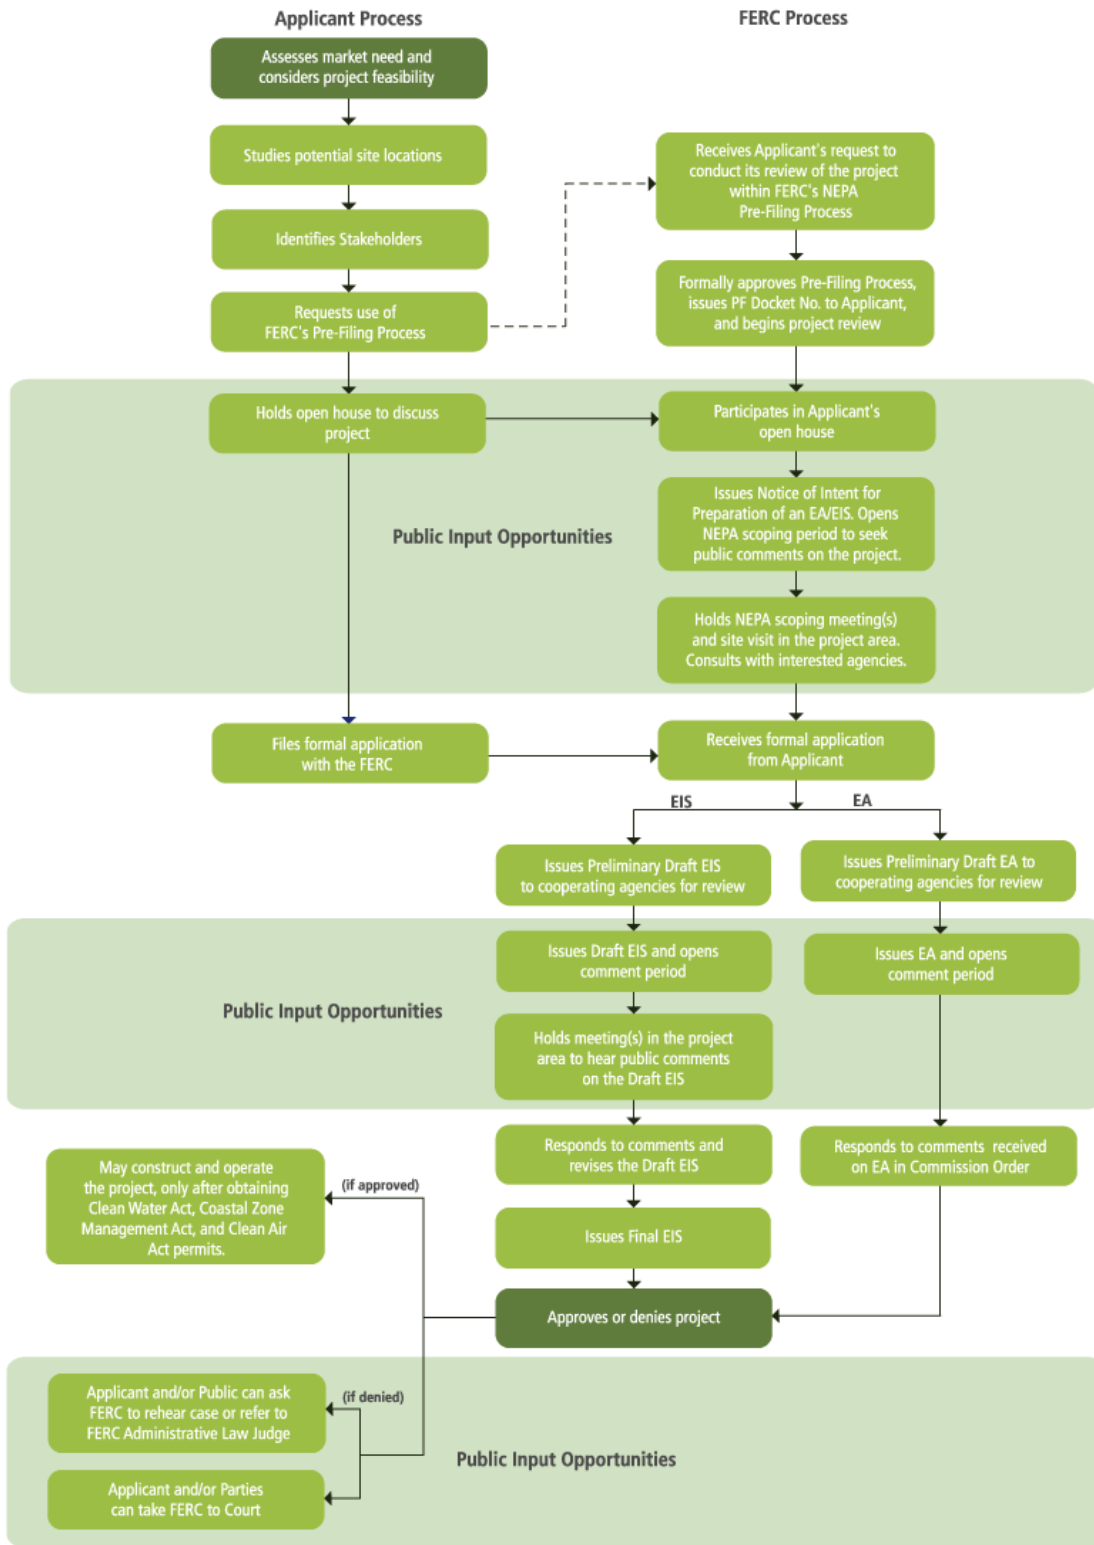 Applicant Process
FERC Process
Assesses market need and
considers project feasibility
Studies potential site locations
Identifies Stakeholders
Requests use of
FERC's Pre-Filing Process
Receives Applicant's request to
conduct its review of the project
within FERC's NEPA
Pre-Filing Process
Formally approves Pre-Filing Process,
issues PF Docket No. to Applicant,
and begins project review
Holds open house to discuss
project
Participates in Applicant's
open house
Issues Notice of Intent for
Preparation of an EA/EIS. Opens
NEPA scoping period to seek
public comments on the project.
Public Input Opportunities
Holds NEPA scoping meeting(s)
and site visit in the project area.
Consults with interested agencies.
Files formal application
with the FERC
Receives formal application
from Applicant
EIS
EA
Issues Preliminary Draft EIS
to cooperating agencies for review
Issues Preliminary Draft EA to
cooperating agencies for review
Issues Draft EIS and opens
comment period
Issues EA and opens
comment period
Public Input Opportunities
Holds meeting(s) in the project
area to hear public comments
on the Draft EIS
Responds to comments and
revises the Draft EIS
Responds to comments received
on EA in Commission Order
May construct and operate
the project, only after obtaining
Clean Water Act, Coastal Zone
Management Act, and Clean Air
Act permits.
(if approved)
Issues Final EIS
Approves or denies project
Applicant and/or Public can ask
FERC to rehear case or refer to
FERC Administrative Law Judge
(if denied)
Public Input Opportunities
Applicant and/or Parties
can take FERC to Court